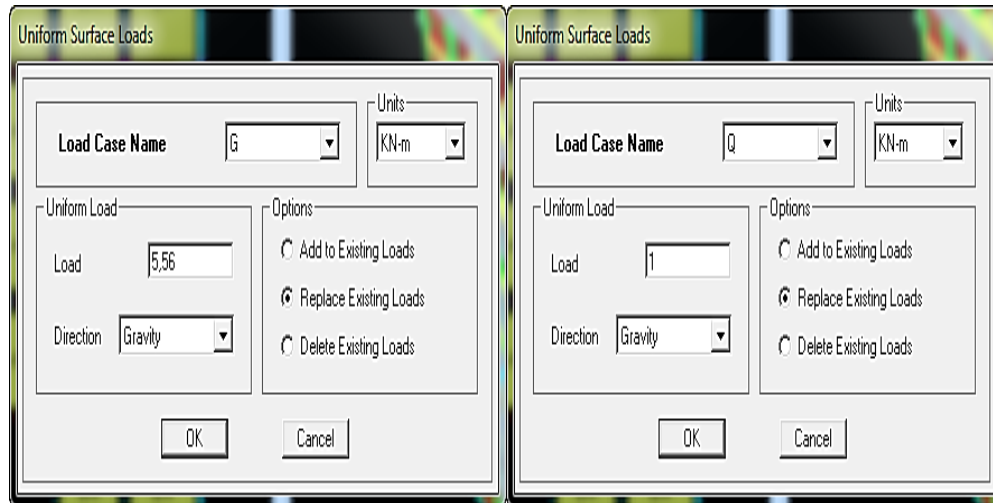 Uniform Surface Loads
Units
Load Case Name G KN-m
Uniform Load
Options
Load 5,56
Add to Existing Loads
Replace Existing Loads
Direction Gravity
Delete Existing Loads
OK Cancel
Uniform Surface Loads
Units
Load Case Name Q KN-m
Uniform Load
Options
Load 1
Add to Existing Loads
Replace Existing Loads
Direction Gravity
Delete Existing Loads
OK Cancel